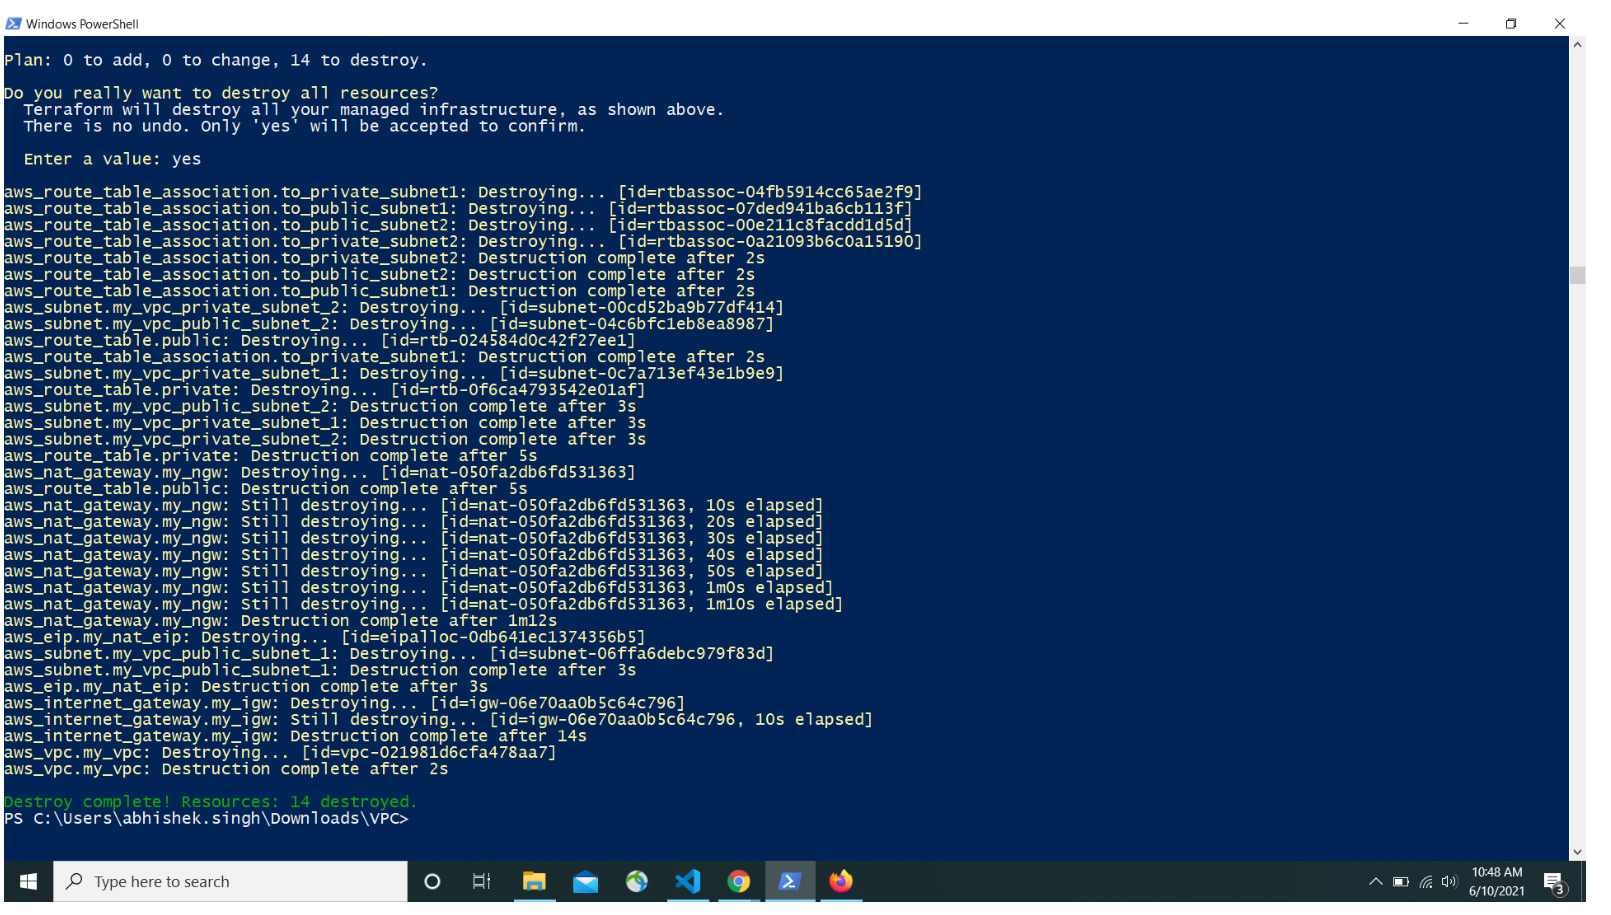 Windows PowerShell
Plan: 0 to add, 0 to change, 14 to destroy.
Do you really want to destroy all resources?
  Terraform will destroy all your managed infrastructure, as shown above.
  There is no undo. Only 'yes' will be accepted to confirm.
  Enter a value: yes
aws_route_table_association.to_private_subnet1: Destroying... [id=rtbassoc-04fb5914cc65ae2f9]
aws_route_table_association.to_public_subnet1: Destroying... [id=rtbassoc-07ded941ba6cb113f]
aws_route_table_association.to_public_subnet2: Destroying... [id=rtbassoc-00e211c8facdd1d5d]
aws_route_table_association.to_private_subnet2: Destroying... [id=rtbassoc-0a21093b6c0a15190]
aws_route_table_association.to_private_subnet2: Destruction complete after 2s
aws_route_table_association.to_public_subnet2: Destruction complete after 2s
aws_route_table_association.to_public_subnet1: Destruction complete after 2s
aws_subnet.my_vpc_private_subnet_2: Destroying... [id=subnet-00cd52ba9b77df414]
aws_subnet.my_vpc_public_subnet_2: Destroying... [id=subnet-04c6bfc1eb8ea8987]
aws_route_table.public: Destroying... [id=rtb-024584d0c42f27ee1]
aws_route_table_association.to_private_subnet1: Destruction complete after 2s
aws_subnet.my_vpc_private_subnet_1: Destroying... [id=subnet-0c7a713ef43e1b9e9]
aws_route_table.private: Destroying... [id=rtb-0f6ca4793542e01af]
aws_subnet.my_vpc_public_subnet_2: Destruction complete after 3s
aws_subnet.my_vpc_private_subnet_1: Destruction complete after 3s
aws_subnet.my_vpc_private_subnet_2: Destruction complete after 3s
aws_route_table.private: Destruction complete after 5s
aws_nat_gateway.my_ngw: Destroying... [id=nat-050fa2db6fd531363]
aws_route_table.public: Destruction complete after 5s
aws_nat_gateway.my_ngw: Still destroying... [id=nat-050fa2db6fd531363, 10s elapsed]
aws_nat_gateway.my_ngw: Still destroying... [id=nat-050fa2db6fd531363, 20s elapsed]
aws_nat_gateway.my_ngw: Still destroying... [id=nat-050fa2db6fd531363, 30s elapsed]
aws_nat_gateway.my_ngw: Still destroying... [id=nat-050fa2db6fd531363, 40s elapsed]
aws_nat_gateway.my_ngw: Still destroying... [id=nat-050fa2db6fd531363, 50s elapsed]
aws_nat_gateway.my_ngw: Still destroying... [id=nat-050fa2db6fd531363, 1m0s elapsed]
aws_nat_gateway.my_ngw: Still destroying... [id=nat-050fa2db6fd531363, 1m10s elapsed]
aws_nat_gateway.my_ngw: Destruction complete after 1m12s
aws_eip.my_nat_eip: Destroying... [id=eipalloc-0db641ec1374356b5]
aws_subnet.my_vpc_public_subnet_1: Destroying... [id=subnet-06ffa6debc979f83d]
aws_subnet.my_vpc_public_subnet_1: Destruction complete after 3s
aws_eip.my_nat_eip: Destruction complete after 3s
aws_internet_gateway.my_igw: Destroying... [id=igw-06e70aa0b5c64c796]
aws_internet_gateway.my_igw: Still destroying... [id=igw-06e70aa0b5c64c796, 10s elapsed]
aws_internet_gateway.my_igw: Destruction complete after 14s
aws_vpc.my_vpc: Destroying... [id=vpc-021981d6cfa478aa7]
aws_vpc.my_vpc: Destruction complete after 2s
Destroy complete! Resources: 14 destroyed.
PS C:\Users\abhishek.singh\Downloads\VPC>
Type here to search
10:48 AM
6/10/2021
3